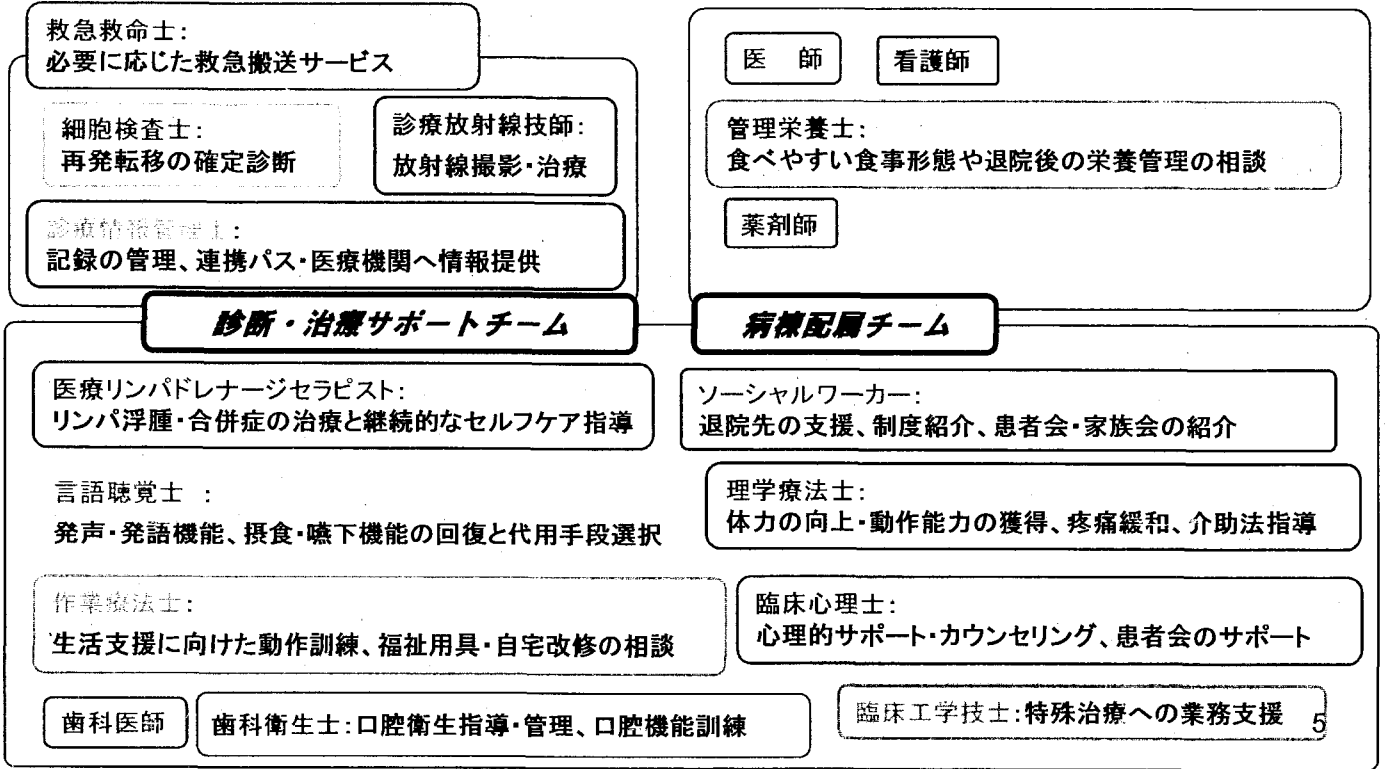 救急救命士:
必要に応じた救急搬送サービス
細胞検査士:
再発転移の確定診断
診療放射線技師:
放射線撮影・治療
診療情報管理士:
記録の管理、連携パス・医療機関へ情報提供
診断・治療サポートチーム
医 師
看護師
管理栄養士:
食べやすい食事形態や退院後の栄養管理の相談
薬剤師
病棟配属チーム
医療リンパドレナージセラピスト:
リンパ浮腫・合併症の治療と継続的なセルフケア指導
ソーシャルワーカー:
退院先の支援、制度紹介、患者会・家族会の紹介
言語聴覚士 :
発声・発語機能、摂食・嚥下機能の回復と代用手段選択
理学療法士:
体力の向上・動作能力の獲得、疼痛緩和、介助法指導
作業療法士:
生活支援に向けた動作訓練、福祉用具・自宅改修の相談
臨床心理士:
心理的サポート・カウンセリング、患者会のサポート
歯科医師
歯科衛生士:口腔衛生指導・管理、口腔機能訓練
臨床工学技士:特殊治療への業務支援
5